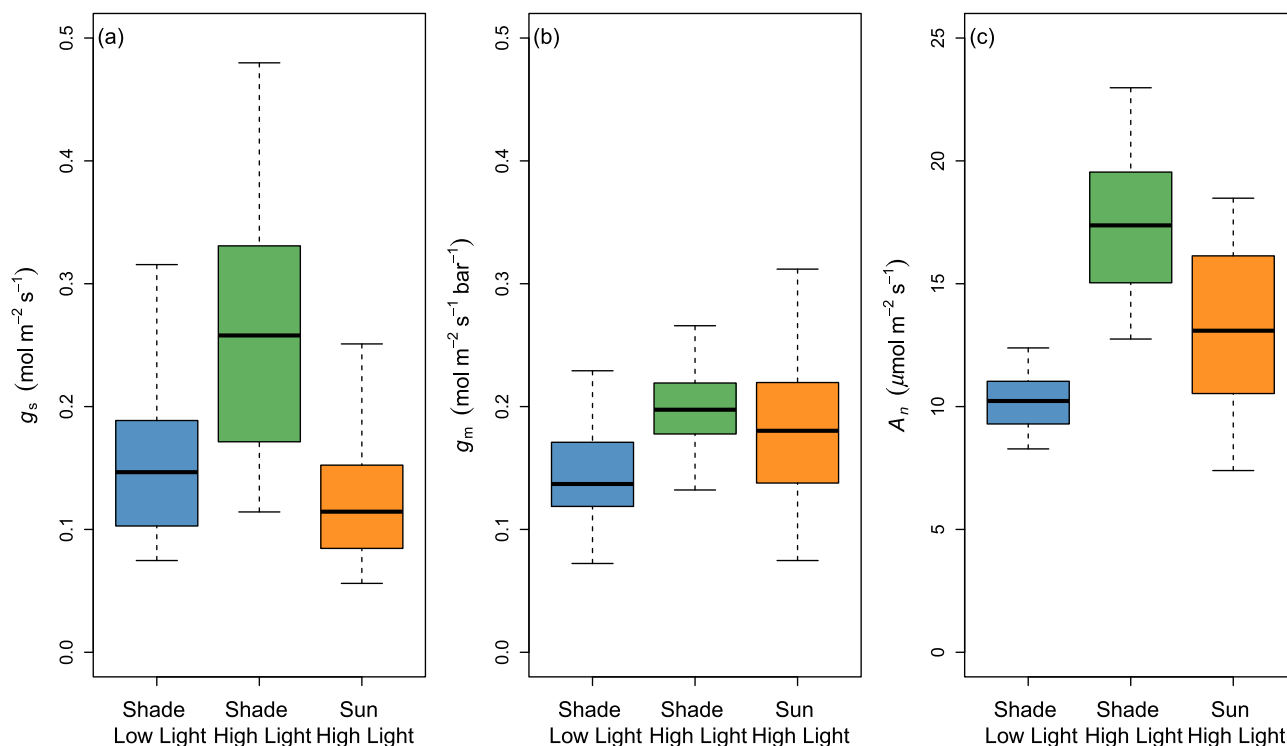 (a)
0.5
0.4
0.3
0.2
0.1
0.0
gs (mol m−2 s−1)
Shade Shade Sun
Low Light High Light High Light
(b)
0.5
0.4
0.3
0.2
0.1
0.0
gm (mol m−2 s−1 bar−1)
Shade Shade Sun
Low Light High Light High Light
(c)
25
20
15
10
5
0
An (μmol m−2 s−1)
Shade Shade Sun
Low Light High Light High Light